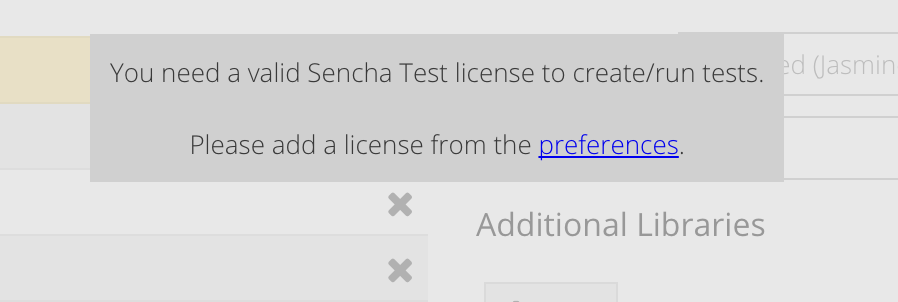 You need a valid Sencha Test license to create/run tests.
(Jasmin
Please add a license from the preferences.
Additional Libraries